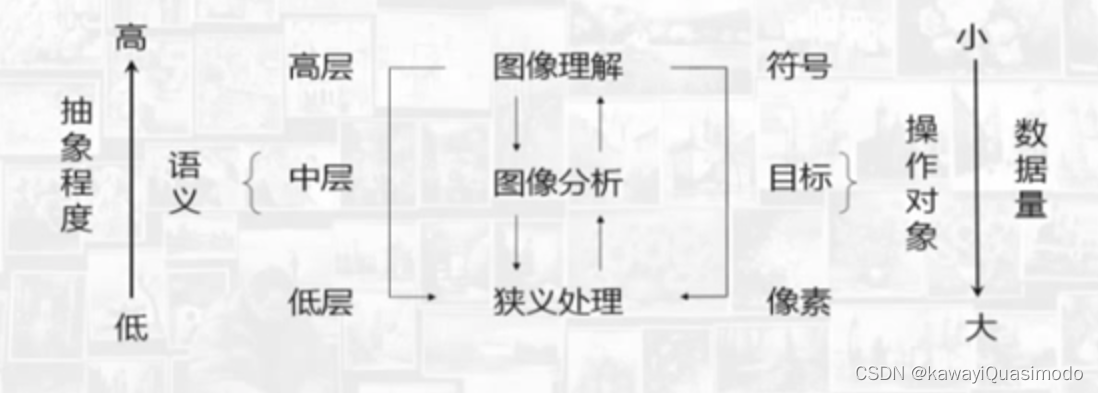 高
小
高层 图像理解 符号
抽象程度
语义
中层 图像分析 目标
操作对象
数据量
低层 狭义处理 像素
低
大
CSDN @kawayiQuasimodo